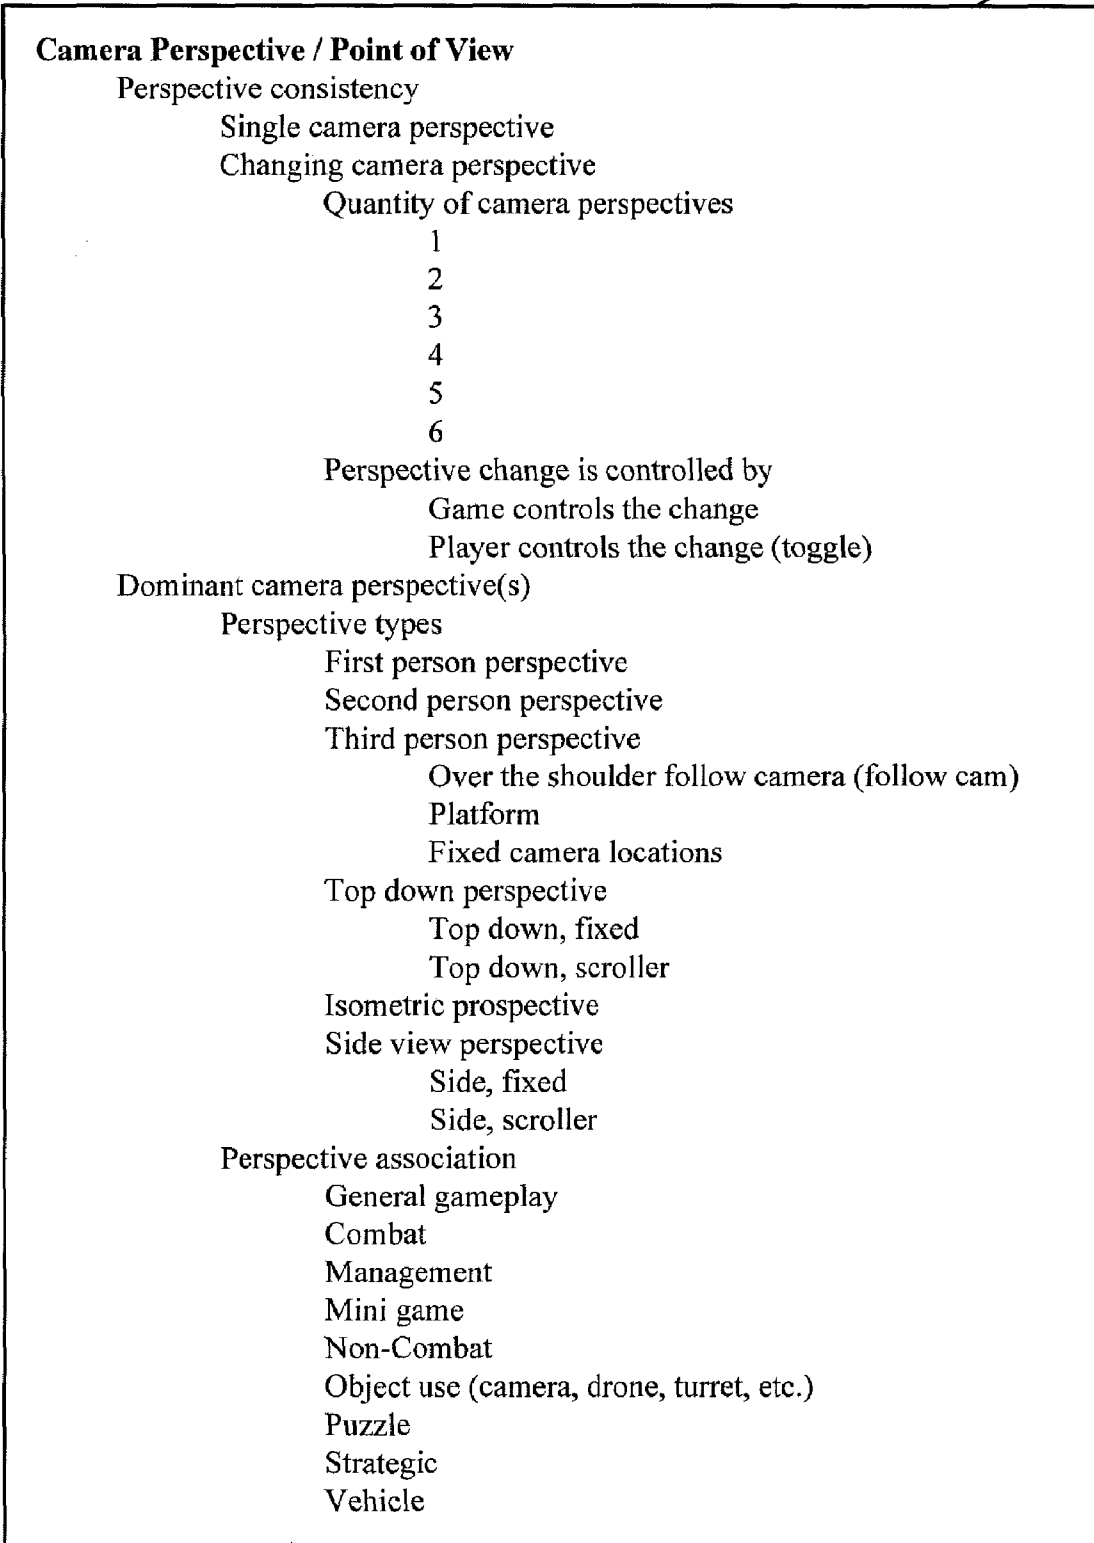 Camera Perspective / Point of View
Perspective consistency
Single camera perspective
Changing camera perspective
Quantity of camera perspectives
1
2
3
4
5
6
Perspective change is controlled by
Game controls the change
Player controls the change (toggle)
Dominant camera perspective(s)
Perspective types
First person perspective
Second person perspective
Third person perspective
Over the shoulder follow camera (follow cam)
Platform
Fixed camera locations
Top down perspective
Top down, fixed
Top down, scroller
Isometric prospective
Side view perspective
Side, fixed
Side, scroller
Perspective association
General gameplay
Combat
Management
Mini game
Non-Combat
Object use (camera, drone, turret, etc.)
Puzzle
Strategic
Vehicle